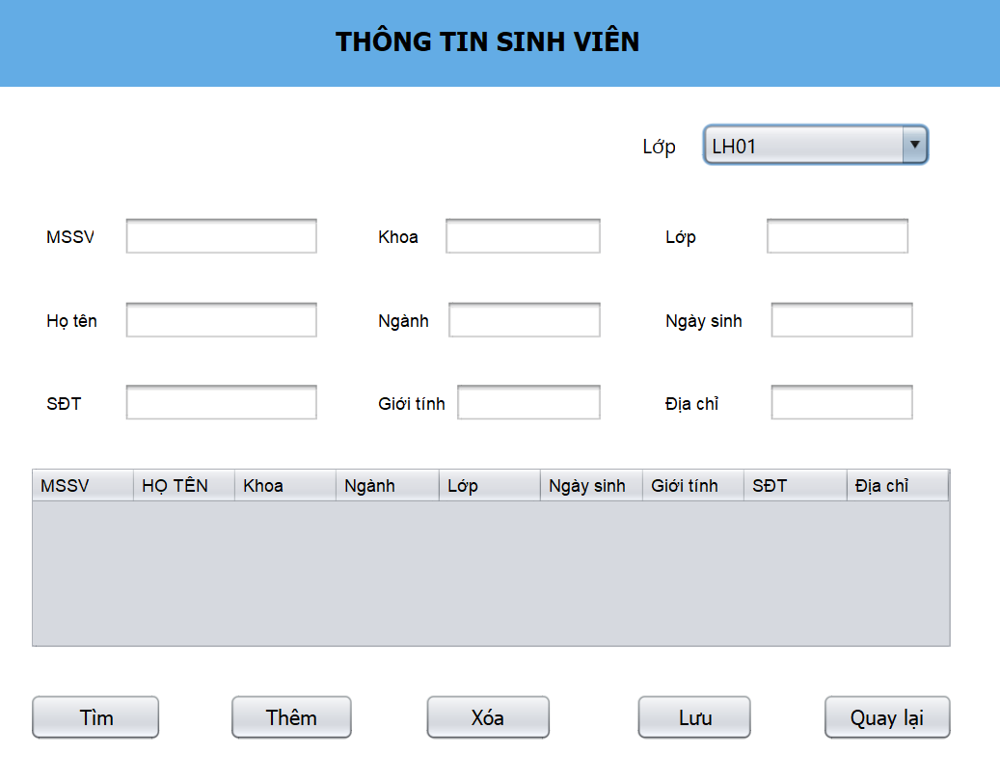 THÔNG TIN SINH VIÊN
Lớp LH01
MSSV Khoa Lớp
Họ tên Ngành Ngày sinh
SĐT Giới tính Địa chỉ
MSSV HỌ TÊN Khoa Ngành Lớp Ngày sinh Giới tính SĐT Địa chỉ
Tìm Thêm Xóa Lưu Quay lại